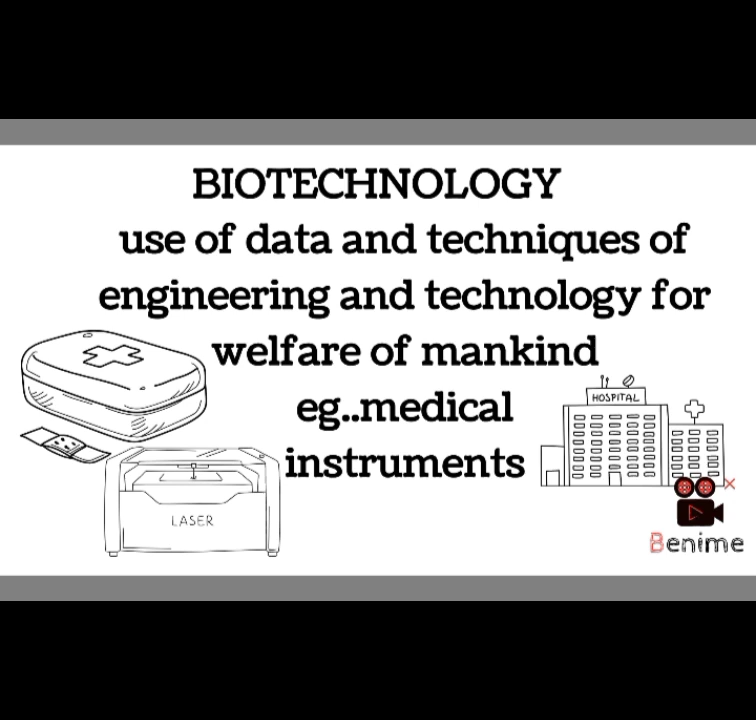 BIOTECHNOLOGY
use of data and techniques of
engineering and technology for
welfare of mankind
eg..medical
instruments
HOSPITAL
LASER
Benime